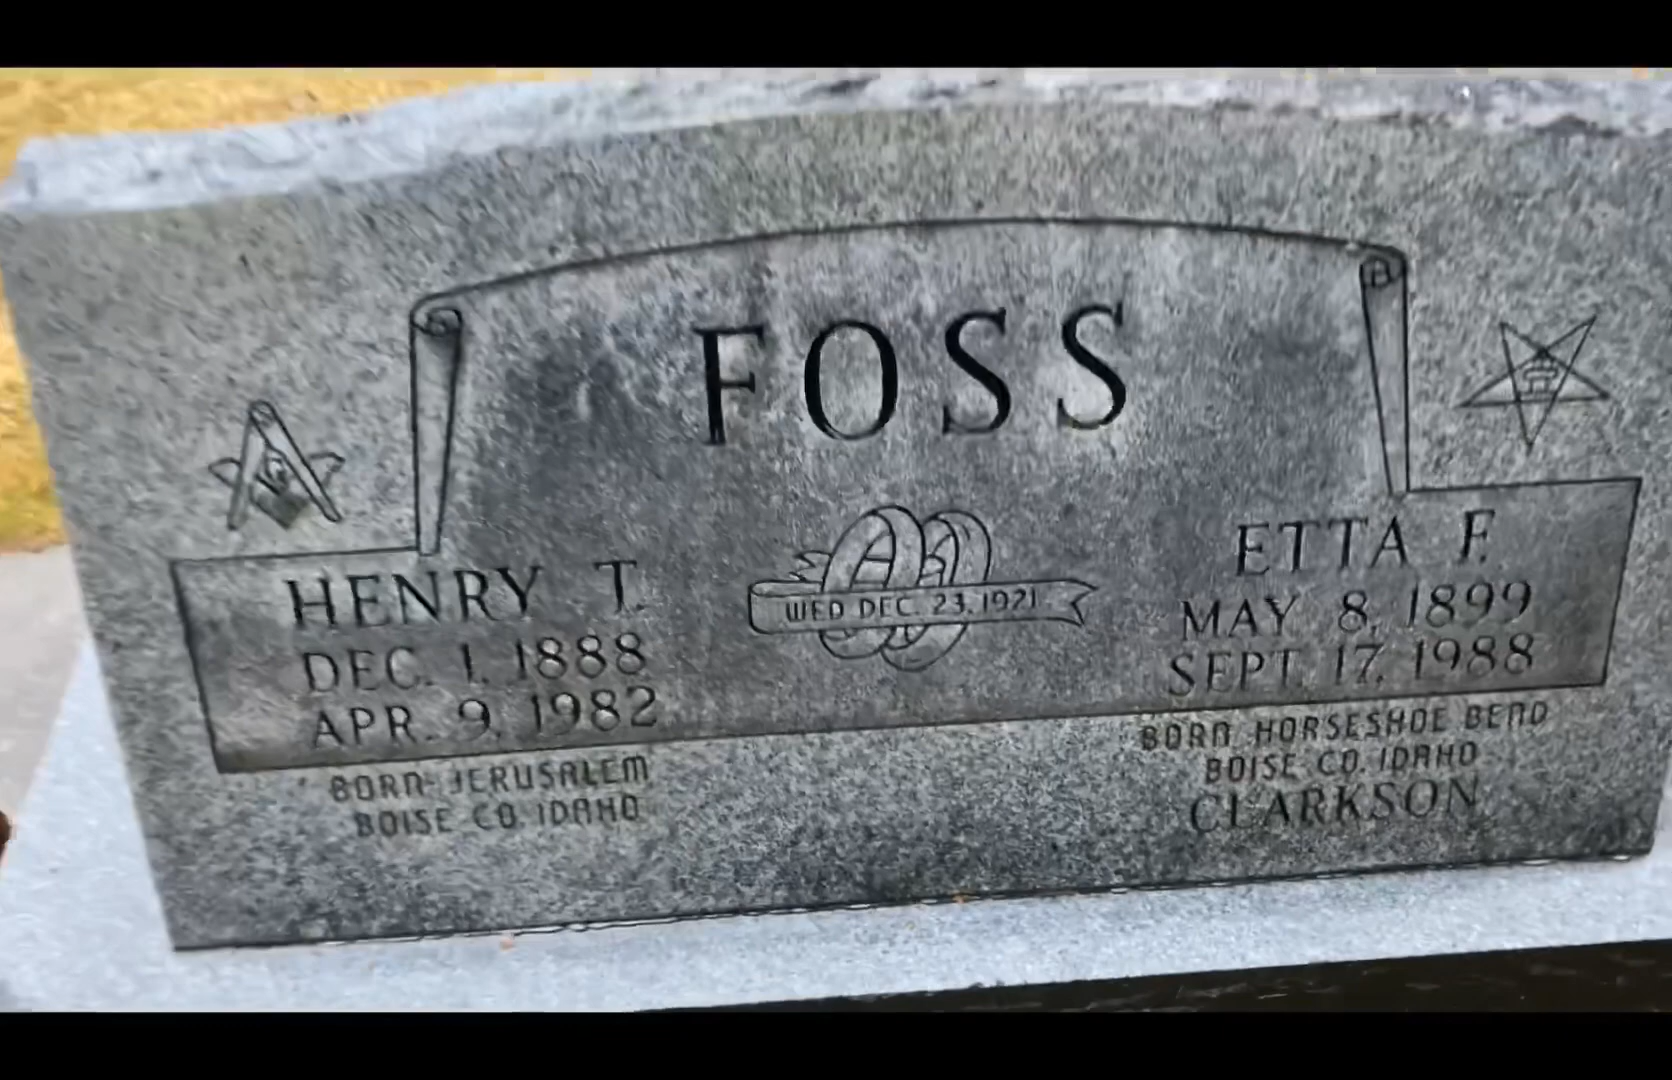 FOSS
HENRY T.
DEC. 1, 1888
APR. 9, 1982
BORN JERUSALEM
BOISE CO. IDAHO
WED DEC. 23, 1921
ETTA F.
MAY 8, 1899
SEPT. 17, 1988
BORN HORSESHOE BEND
BOISE CO. IDAHO
CLARKSON